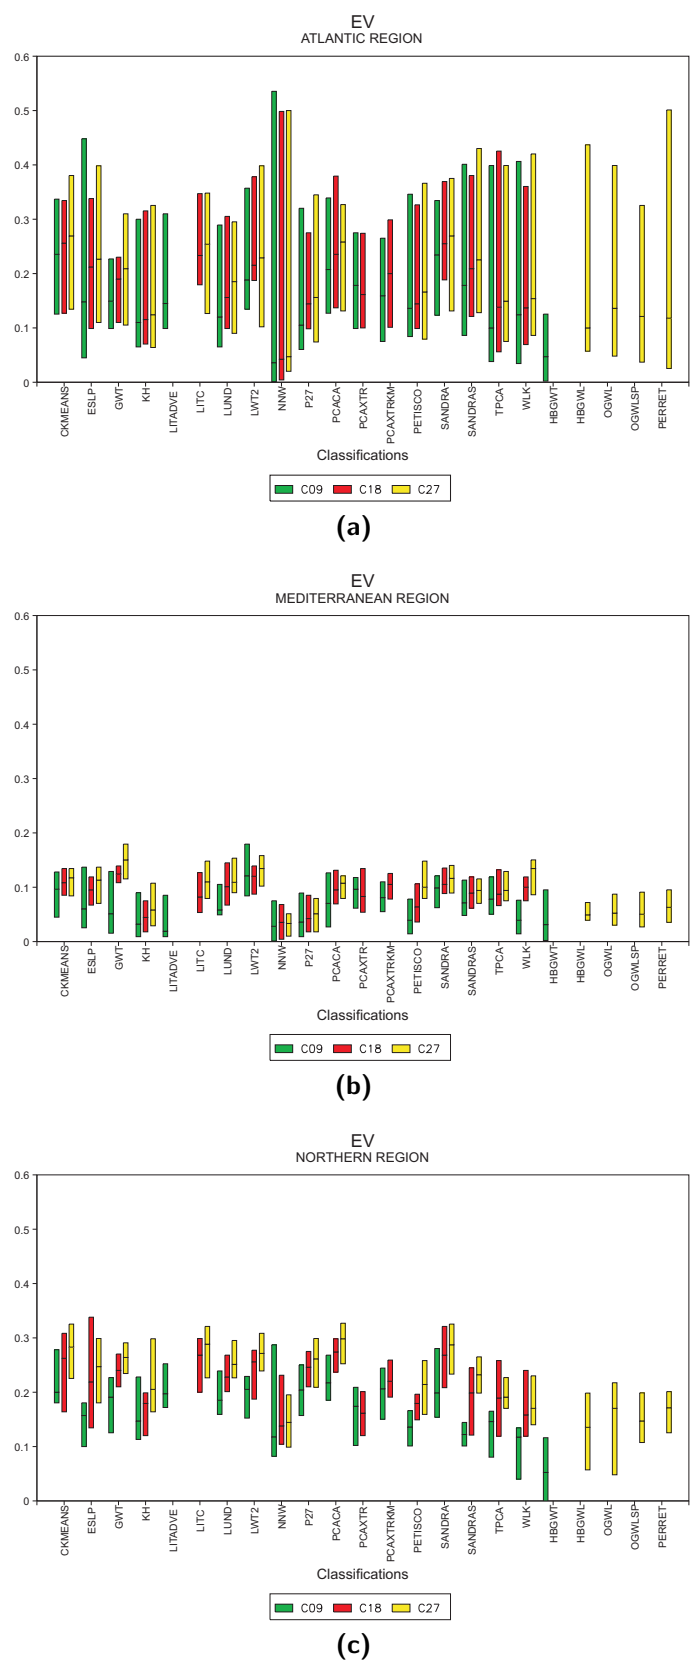 EV
ATLANTIC REGION
0.6
0.5
0.4
0.3
0.2
0.1
0
CKMEANS
ESLP
GWT
KH
LITADVE
LITC
LUND
LWT2
NNW
P27
PCACA
PCAXTR
PCAXTRKM
PETISCO
SANDRA
SANDRAS
TPCA
WLK
HBGWT
HBGWL
OGWL
OGWLSP
PERRET
Classifications
C09 C18 C27
(a)
EV
MEDITERRANEAN REGION
0.6
0.5
0.4
0.3
0.2
0.1
0
CKMEANS
ESLP
GWT
KH
LITADVE
LITC
LUND
LWT2
NNW
P27
PCACA
PCAXTR
PCAXTRKM
PETISCO
SANDRA
SANDRAS
TPCA
WLK
HBGWT
HBGWL
OGWL
OGWLSP
PERRET
Classifications
C09 C18 C27
(b)
EV
NORTHERN REGION
0.6
0.5
0.4
0.3
0.2
0.1
0
CKMEANS
ESLP
GWT
KH
LITADVE
LITC
LUND
LWT2
NNW
P27
PCACA
PCAXTR
PCAXTRKM
PETISCO
SANDRA
SANDRAS
TPCA
WLK
HBGWT
HBGWL
OGWL
OGWLSP
PERRET
Classifications
C09 C18 C27
(c)